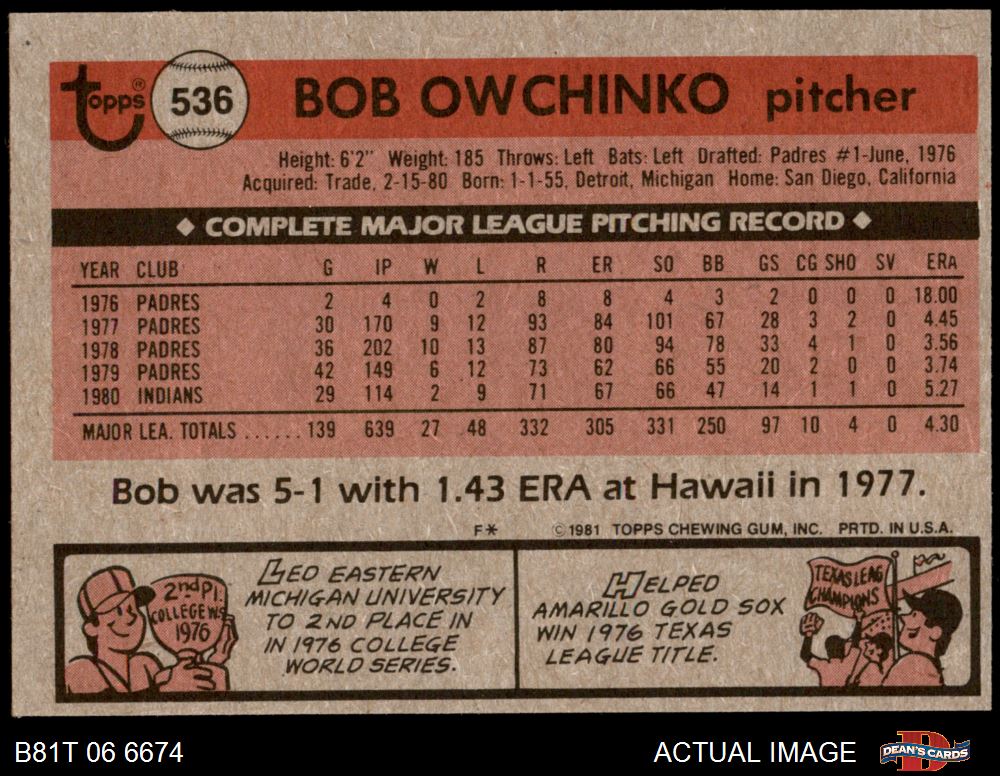 topps® 536 BOB OWCHINKO pitcher
Height: 6'2" Weight: 185 Throws: Left Bats: Left Drafted: Padres #1-June, 1976
Acquired: Trade, 2-15-80 Born: 1-1-55, Detroit, Michigan Home: San Diego, California
◆ COMPLETE MAJOR LEAGUE PITCHING RECORD ◆
YEAR CLUB G IP W L R ER SO BB GS CG SHO SV ERA
1976 PADRES 2 4 0 2 8 8 4 3 2 0 0 0 18.00
1977 PADRES 30 170 9 12 93 84 101 67 28 3 2 0 4.45
1978 PADRES 36 202 10 13 87 80 94 78 33 4 1 0 3.56
1979 PADRES 42 149 6 12 73 62 66 55 20 2 0 0 3.74
1980 INDIANS 29 114 2 9 71 67 66 47 14 1 1 0 5.27
MAJOR LEA. TOTALS ...... 139 639 27 48 332 305 331 250 97 10 4 0 4.30
Bob was 5-1 with 1.43 ERA at Hawaii in 1977.
F* © 1981 TOPPS CHEWING GUM, INC. PRTD. IN U.S.A.
2nd Pl.
COLLEGE W.S.
1976
LED EASTERN
MICHIGAN UNIVERSITY
TO 2ND PLACE IN
IN 1976 COLLEGE
WORLD SERIES.
HELPED
AMARILLO GOLD SOX
WIN 1976 TEXAS
LEAGUE TITLE.
TEXAS LEAG
CHAMPIONS
B81T 06 6674 ACTUAL IMAGE DEAN'S CARDS